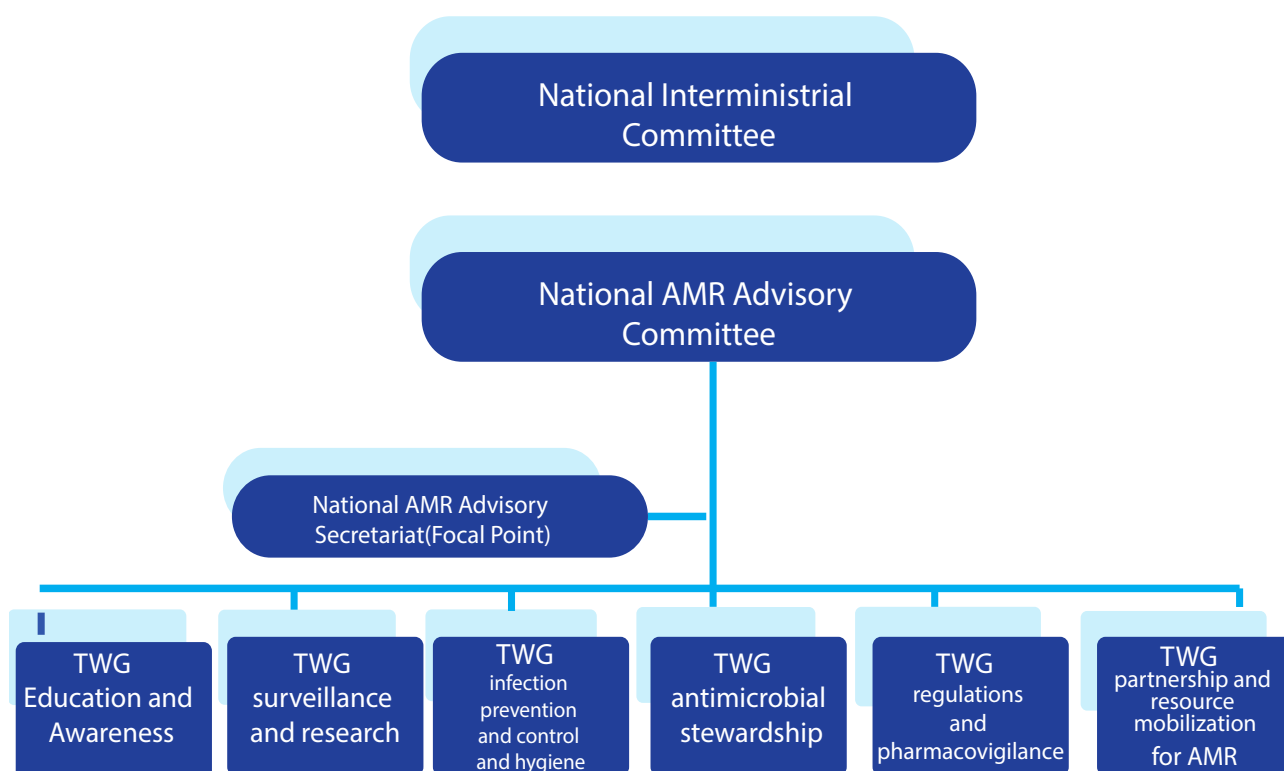 National Interministrial
Committee
National AMR Advisory
Committee
National AMR Advisory
Secretariat(Focal Point)
TWG
Education and
Awareness
TWG
surveillance
and research
TWG
infection
prevention
and control
and hygiene
TWG
antimicrobial
stewardship
TWG
regulations
and
pharmacovigilance
TWG
partnership and
resource
mobilization
for AMR